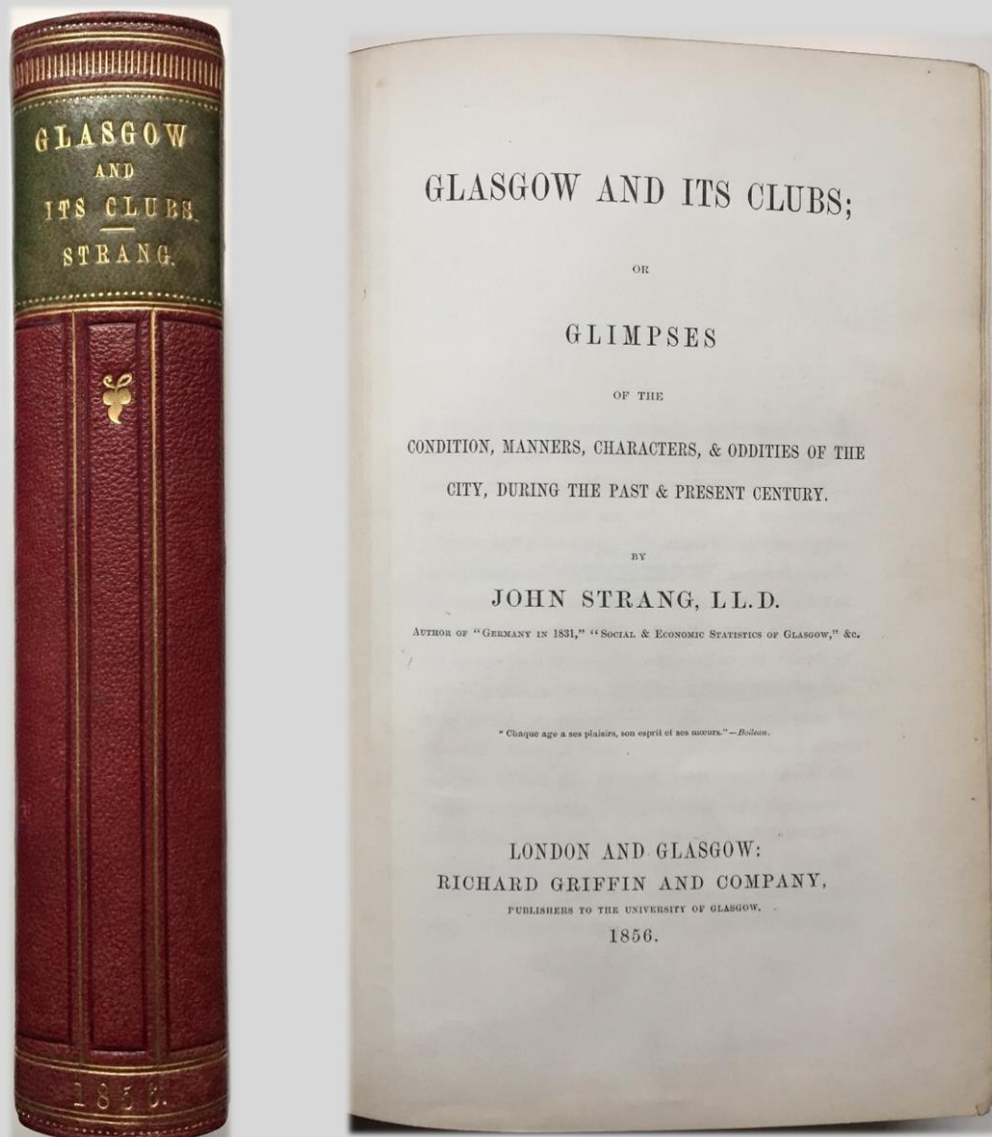 GLASGOW
AND
ITS CLUBS.
STRANG.
1856.
GLASGOW AND ITS CLUBS;
OR
GLIMPSES
OF THE
CONDITION, MANNERS, CHARACTERS, & ODDITIES OF THE
CITY, DURING THE PAST & PRESENT CENTURY.
BY
JOHN STRANG, LL.D.
AUTHOR OF "GERMANY IN 1831," "SOCIAL & ECONOMIC STATISTICS OF GLASGOW," &c.
"Chaque age a ses plaisirs, son esprit et ses mœurs."—Boileau.
LONDON AND GLASGOW:
RICHARD GRIFFIN AND COMPANY,
PUBLISHERS TO THE UNIVERSITY OF GLASGOW.
1856.